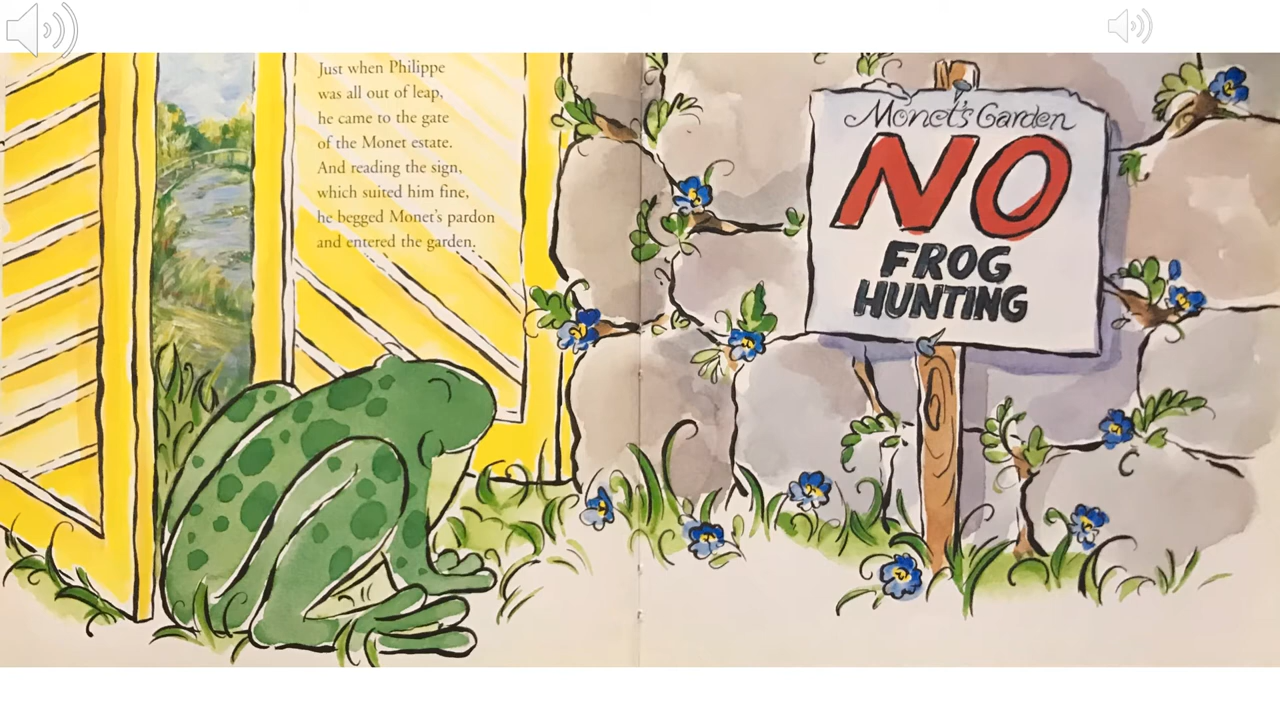 Just when Philippe
was all out of leap,
he came to the gate
of the Monet estate.
And reading the sign,
which suited him fine,
he begged Monet's pardon
and entered the garden.
Monet's Garden
NO
FROG
HUNTING